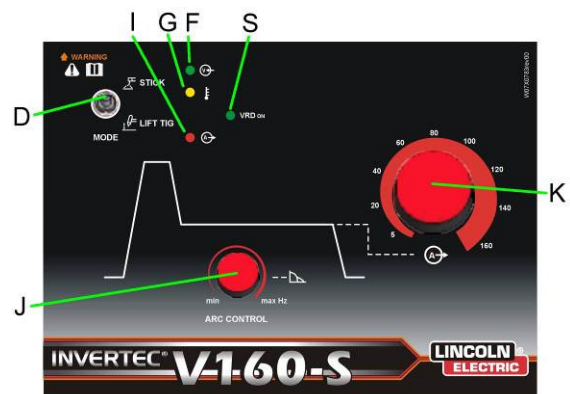 G F S
I
D
K
J
WARNING
STICK
LIFT TIG
MODE
V
VRD ON
A
W07X0783rev00
5 20 40 60 80 100 120 140 160
A
min max Hz
ARC CONTROL
INVERTEC® V160-S
LINCOLN ®
ELECTRIC